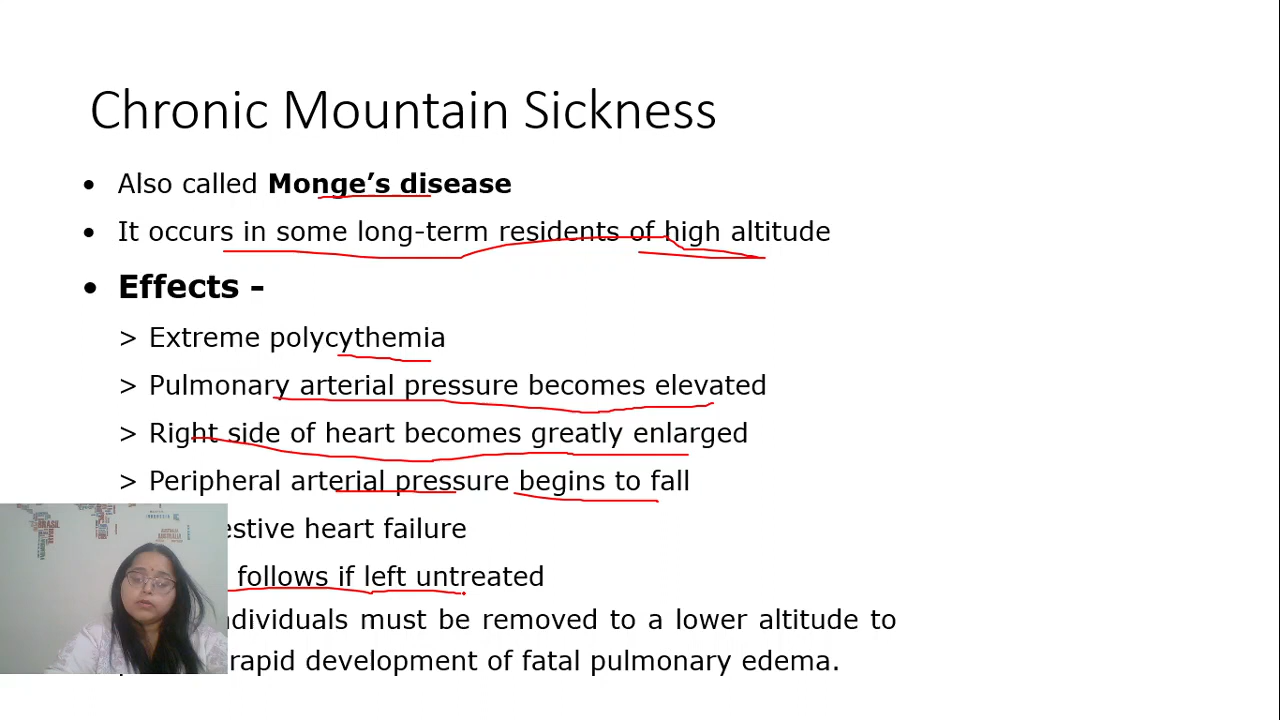 Chronic Mountain Sickness
• Also called Monge’s disease
• It occurs in some long-term residents of high altitude
• Effects -
> Extreme polycythemia
> Pulmonary arterial pressure becomes elevated
> Right side of heart becomes greatly enlarged
> Peripheral arterial pressure begins to fall
heart failure
follows if left untreated
must be removed to a lower altitude to
rapid development of fatal pulmonary edema.
BRASIL